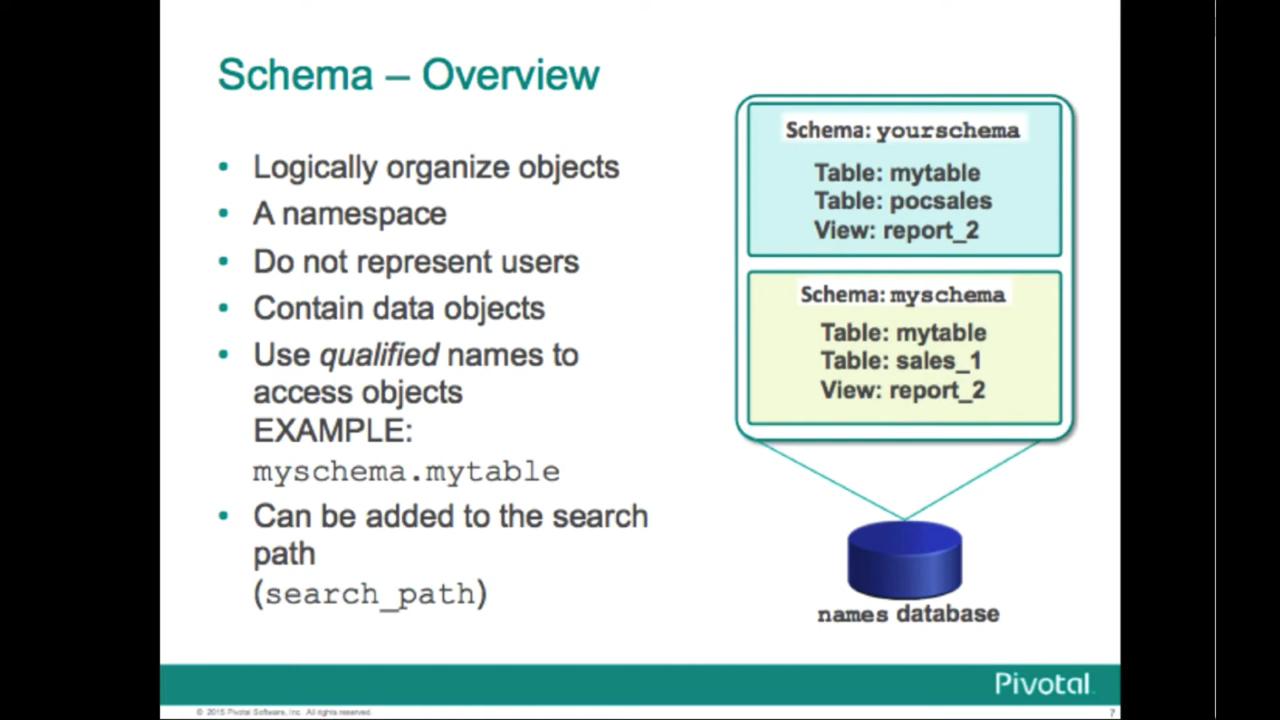 Schema – Overview
• Logically organize objects
• A namespace
• Do not represent users
• Contain data objects
• Use qualified names to
access objects
EXAMPLE:
myschema.mytable
• Can be added to the search
path
(search_path)
Schema: yourschema
Table: mytable
Table: pocsales
View: report_2
Schema: myschema
Table: mytable
Table: sales_1
View: report_2
names database
Pivotal
© 2015 Pivotal Software, Inc. All rights reserved.
7